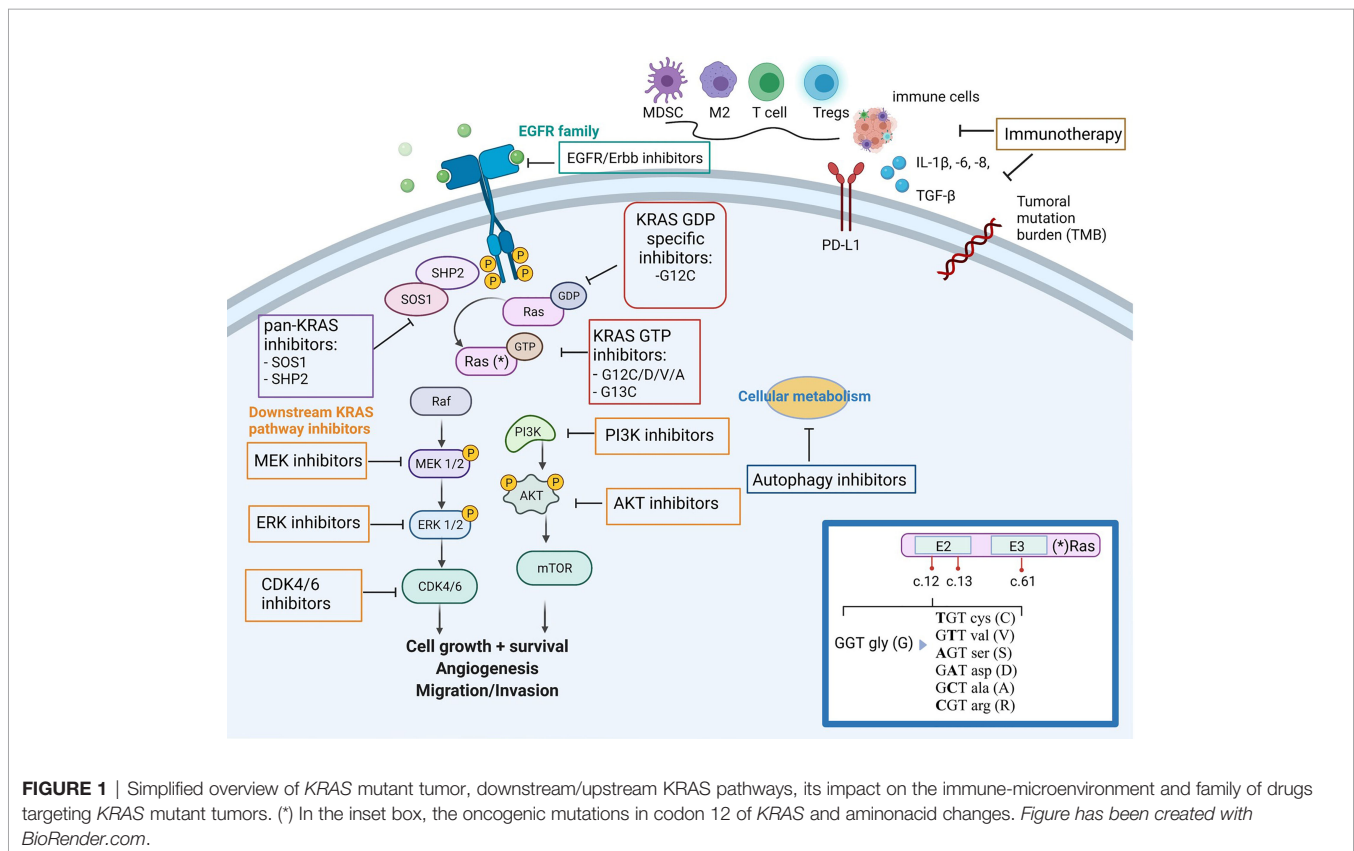 MDSC
M2
T cell
Tregs
immune cells
Immunotherapy
IL-1β, -6, -8,
TGF-β
Tumoral
mutation
burden (TMB)
PD-L1
EGFR family
EGFR/Erbb inhibitors
P
P
P
P
SHP2
SOS1
KRAS GDP
specific
inhibitors:
-G12C
GDP
Ras
GTP
Ras (*)
pan-KRAS
inhibitors:
- SOS1
- SHP2
KRAS GTP
inhibitors:
- G12C/D/V/A
- G13C
Downstream KRAS
pathway inhibitors
Raf
MEK inhibitors
MEK 1/2
P
ERK inhibitors
ERK 1/2
P
CDK4/6
inhibitors
CDK4/6
PI3K
PI3K inhibitors
P
P
AKT
AKT inhibitors
mTOR
Cell growth + survival
Angiogenesis
Migration/Invasion
Cellular metabolism
Autophagy inhibitors
E2
E3
(*)Ras
c.12
c.13
c.61
GGT gly (G)
TGT cys (C)
GTT val (V)
AGT ser (S)
GAT asp (D)
GCT ala (A)
CGT arg (R)
FIGURE 1 | Simplified overview of KRAS mutant tumor, downstream/upstream KRAS pathways, its impact on the immune-microenvironment and family of drugs
targeting KRAS mutant tumors. (*) In the inset box, the oncogenic mutations in codon 12 of KRAS and aminonacid changes. Figure has been created with
BioRender.com.